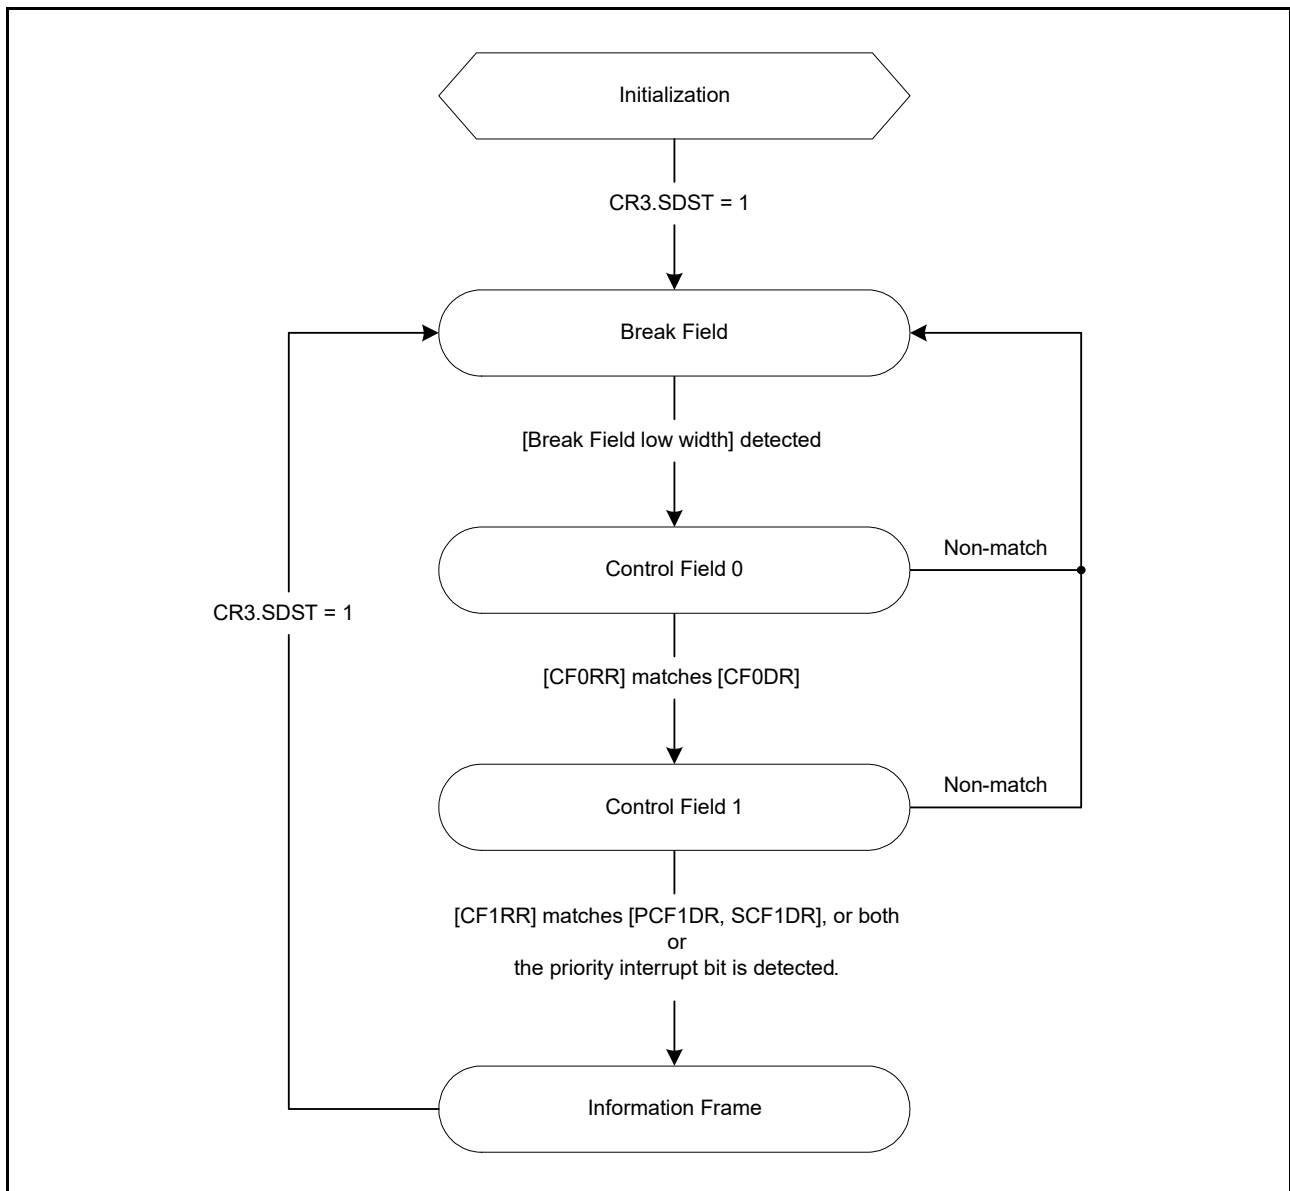 Initialization
CR3.SDST = 1
Break Field
[Break Field low width] detected
Non-match
Control Field 0
CR3.SDST = 1
[CF0RR] matches [CF0DR]
Non-match
Control Field 1
[CF1RR] matches [PCF1DR, SCF1DR], or both
or
the priority interrupt bit is detected.
Information Frame